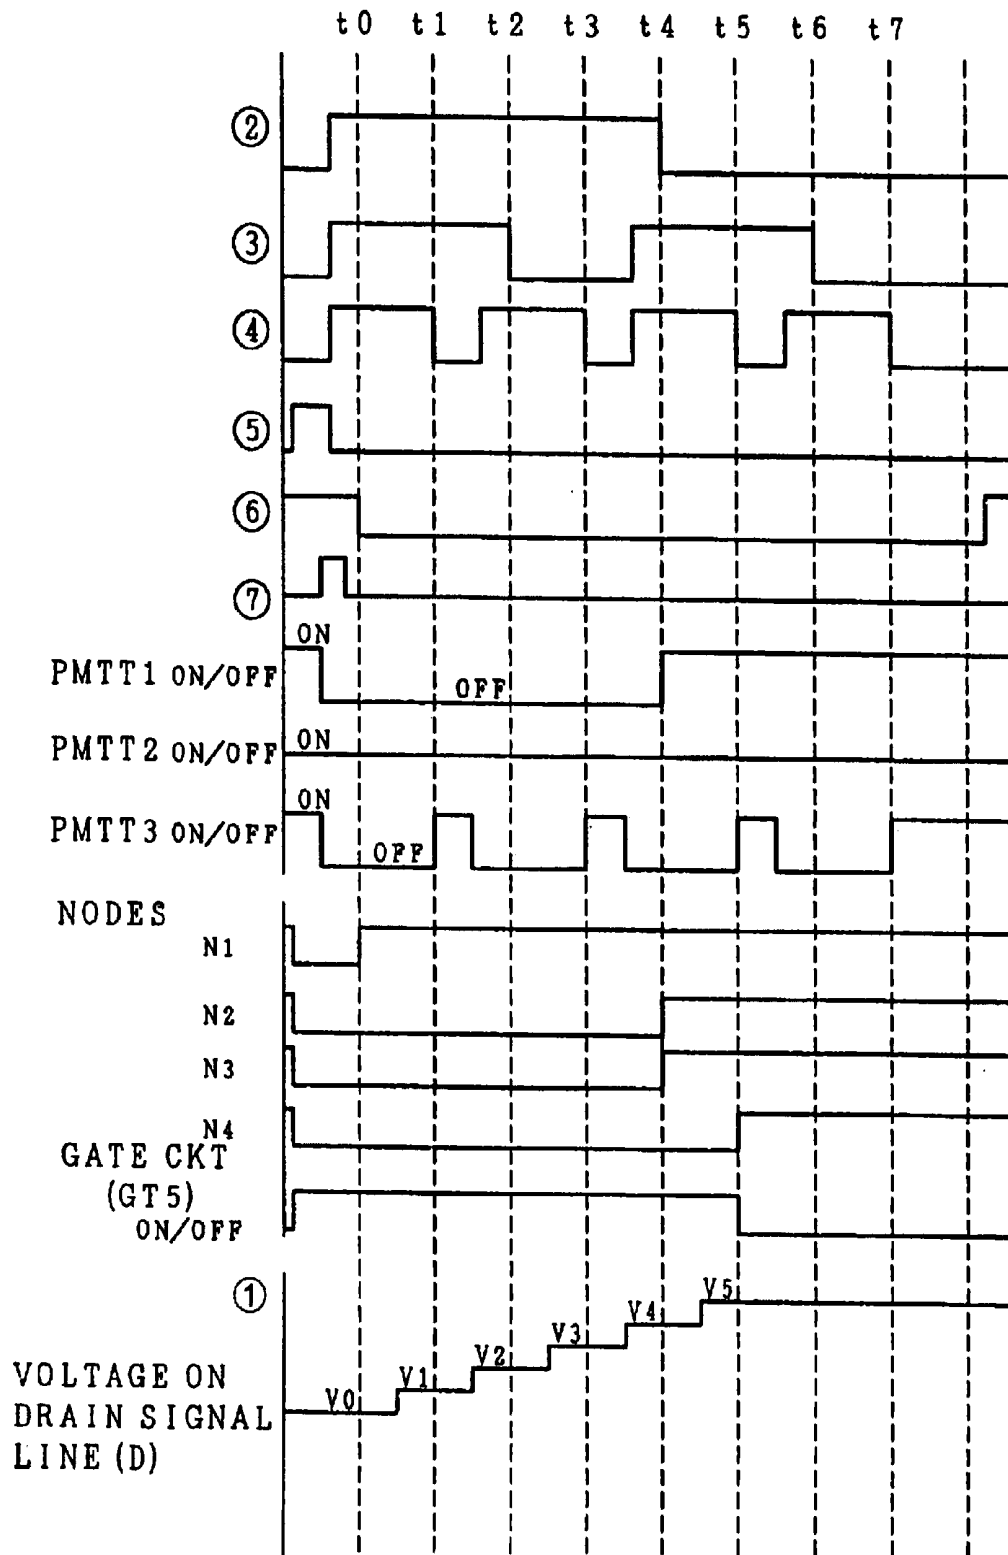 t0 t1 t2 t3 t4 t5 t6 t7
②
③
④
⑤
⑥
⑦
ON
PMTT1 ON/OFF
OFF
ON
PMTT2 ON/OFF
ON
PMTT3 ON/OFF
OFF
NODES
N1
N2
N3
N4
GATE CKT
(GT5)
ON/OFF
①
V0 V1 V2 V3 V4 V5
VOLTAGE ON
DRAIN SIGNAL
LINE (D)